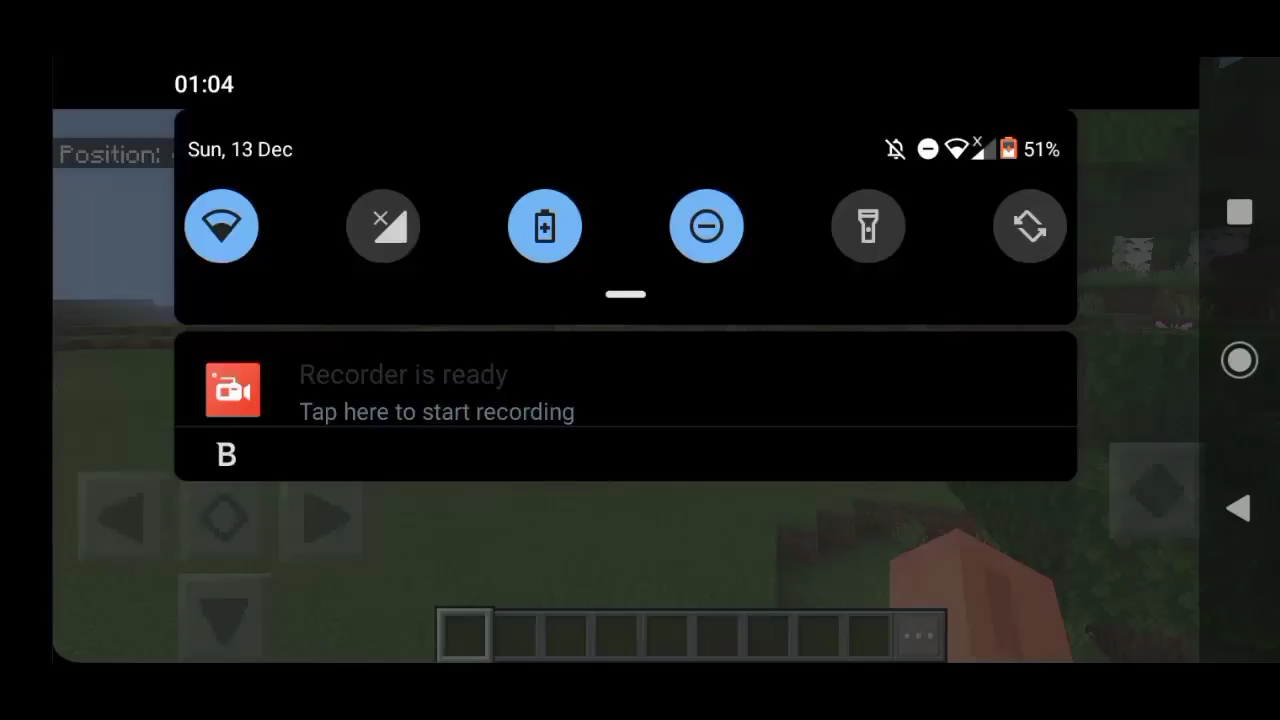 01:04
Sun, 13 Dec
51%
Position:
Recorder is ready
Tap here to start recording
B